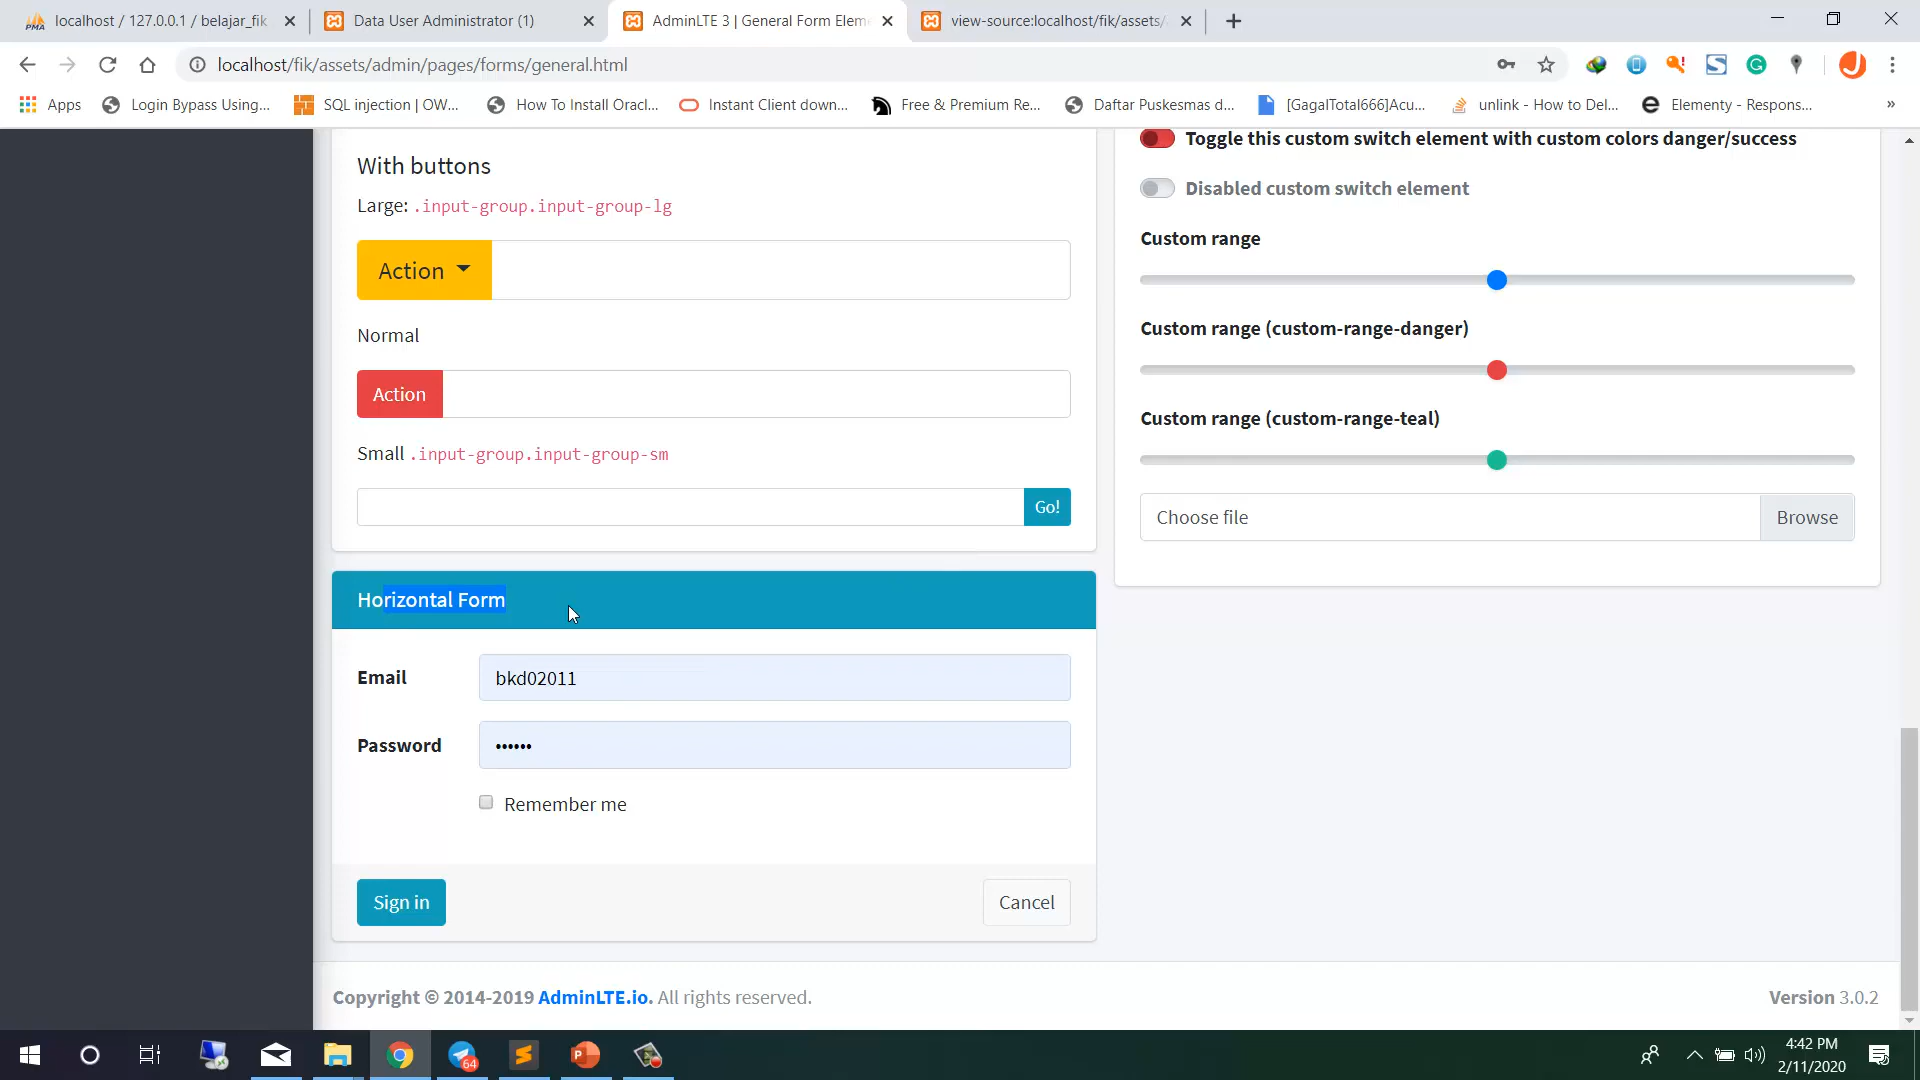 localhost / 127.0.0.1 / belajar_fik
Data User Administrator (1)
AdminLTE 3 | General Form Elem
view-source:localhost/fik/assets/
localhost/fik/assets/admin/pages/forms/general.html
Apps
Login Bypass Using...
SQL injection | OW...
How To Install Oracl...
Instant Client down...
Free & Premium Re...
Daftar Puskesmas d...
[GagalTotal666]Acu...
unlink - How to Del...
Elementy - Respons...
»
With buttons
Large: .input-group.input-group-lg
Action
Normal
Action
Small .input-group.input-group-sm
Go!
Toggle this custom switch element with custom colors danger/success
Disabled custom switch element
Custom range
Custom range (custom-range-danger)
Custom range (custom-range-teal)
Choose file
Browse
Horizontal Form
Email
bkd02011
Password
••••••
Remember me
Sign in
Cancel
Copyright © 2014-2019 AdminLTE.io. All rights reserved.
Version 3.0.2
64
4:42 PM
2/11/2020